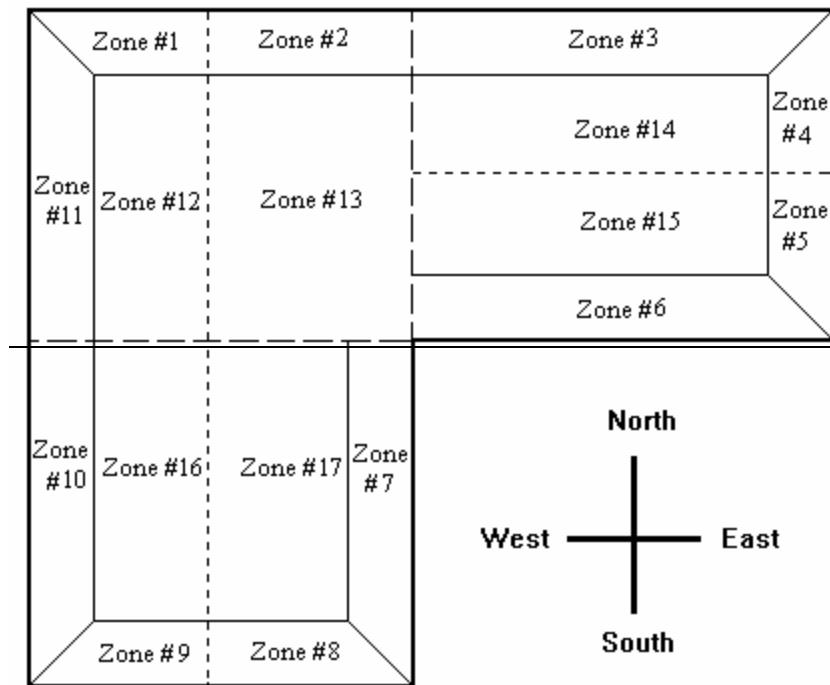 Zone #1
Zone #2
Zone #3
Zone
#4
Zone #14
Zone
#11
Zone #12
Zone #13
Zone #15
Zone
#5
Zone #6
North
Zone
#10
Zone #16
Zone #17
Zone
#7
West
East
South
Zone #9
Zone #8